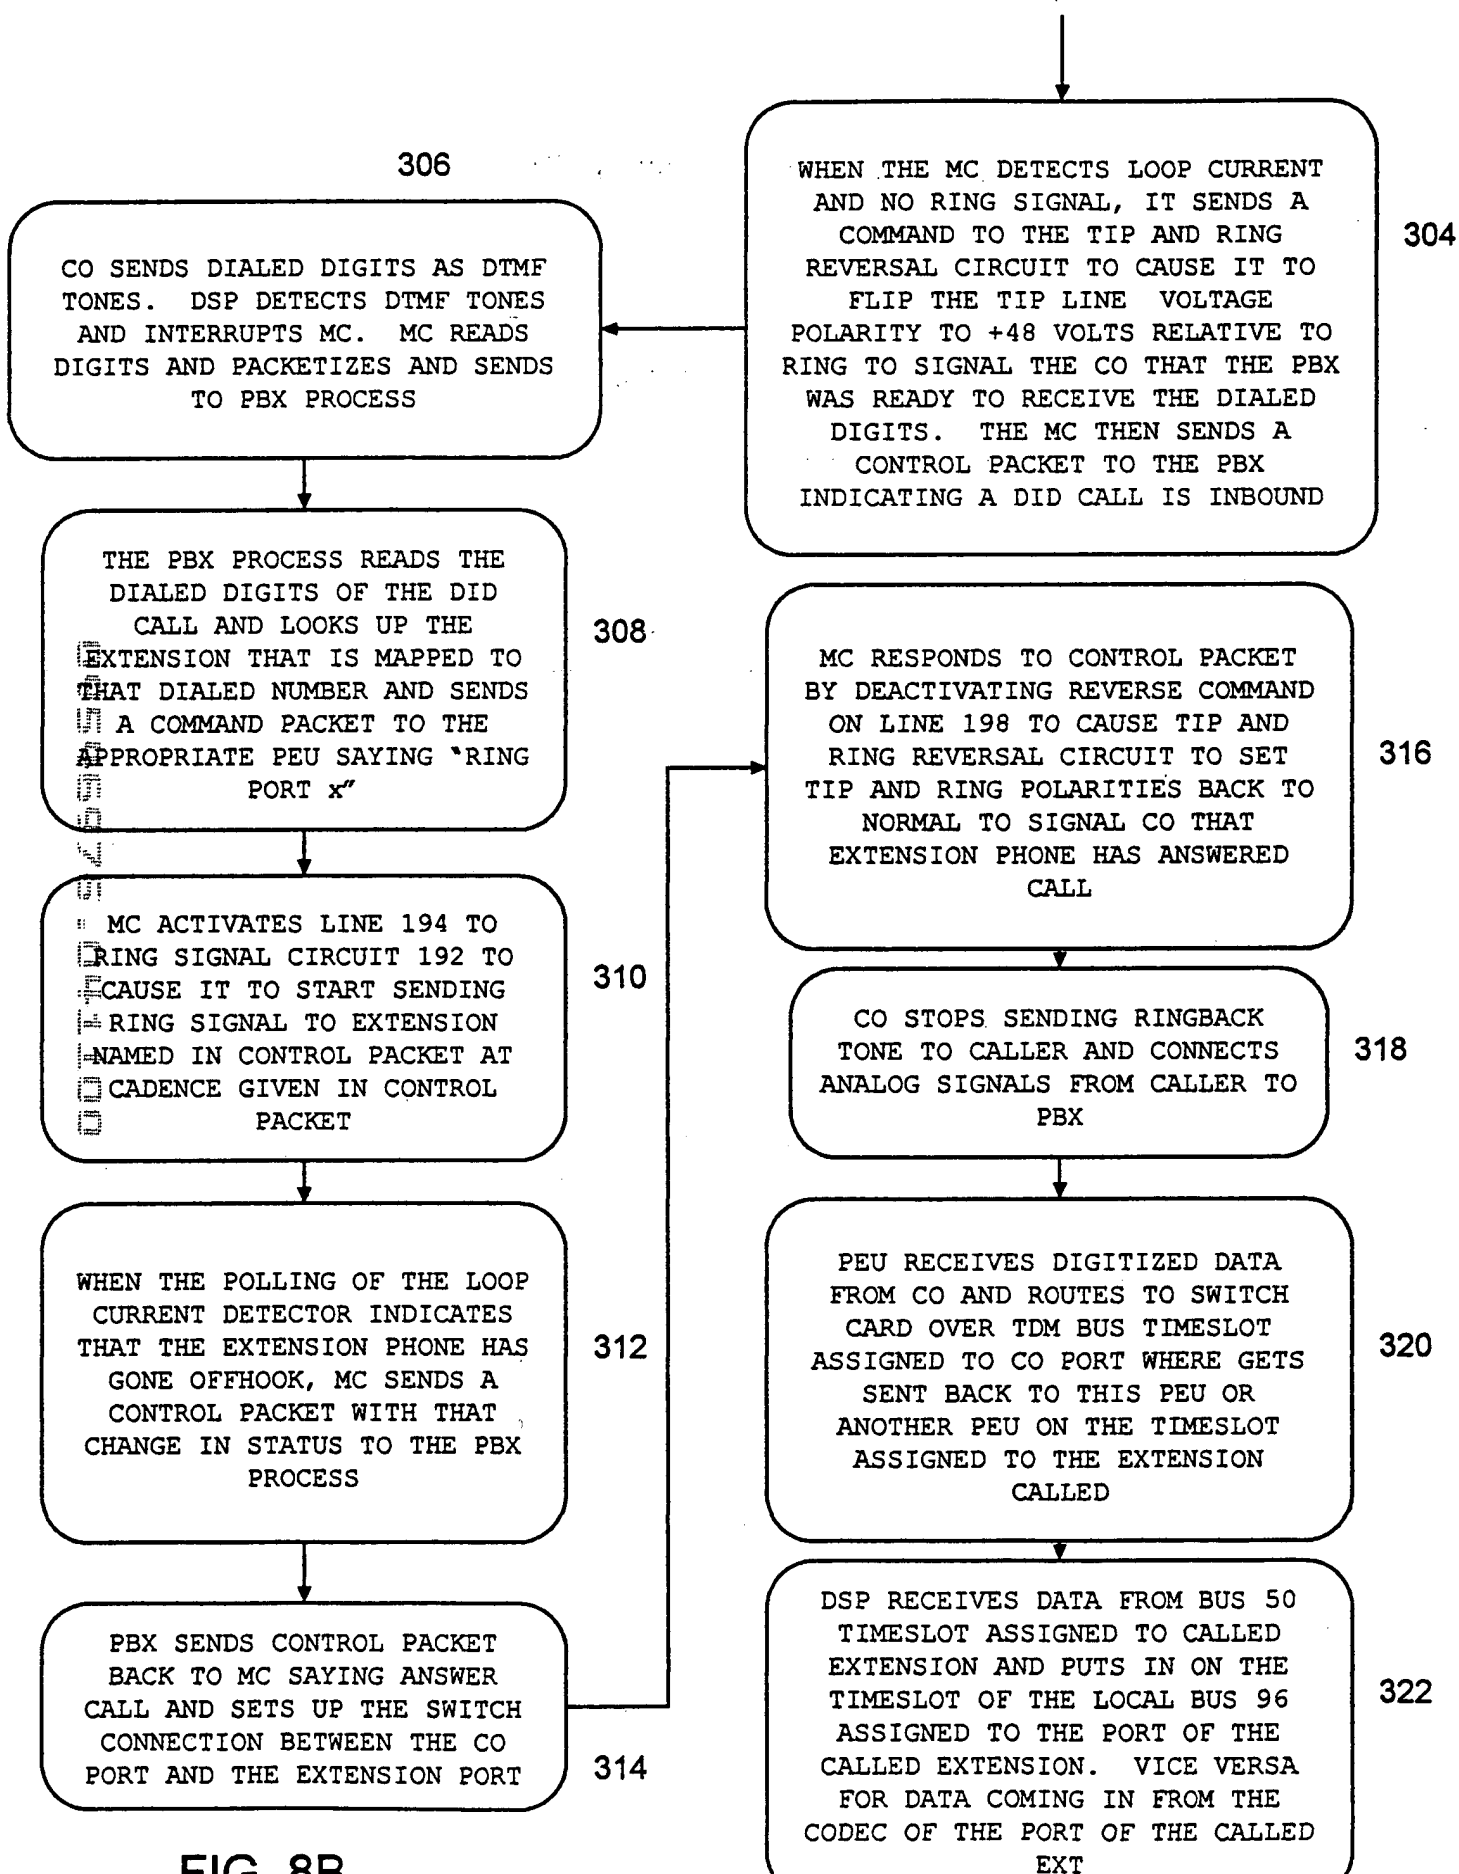 304
WHEN THE MC DETECTS LOOP CURRENT
AND NO RING SIGNAL, IT SENDS A
COMMAND TO THE TIP AND RING
REVERSAL CIRCUIT TO CAUSE IT TO
FLIP THE TIP LINE VOLTAGE
POLARITY TO +48 VOLTS RELATIVE TO
RING TO SIGNAL THE CO THAT THE PBX
WAS READY TO RECEIVE THE DIALED
DIGITS. THE MC THEN SENDS A
CONTROL PACKET TO THE PBX
INDICATING A DID CALL IS INBOUND
306
CO SENDS DIALED DIGITS AS DTMF
TONES. DSP DETECTS DTMF TONES
AND INTERRUPTS MC. MC READS
DIGITS AND PACKETIZES AND SENDS
TO PBX PROCESS
308
THE PBX PROCESS READS THE
DIALED DIGITS OF THE DID
CALL AND LOOKS UP THE
EXTENSION THAT IS MAPPED TO
THAT DIALED NUMBER AND SENDS
A COMMAND PACKET TO THE
APPROPRIATE PEU SAYING "RING
PORT x"
310
MC ACTIVATES LINE 194 TO
RING SIGNAL CIRCUIT 192 TO
CAUSE IT TO START SENDING
RING SIGNAL TO EXTENSION
NAMED IN CONTROL PACKET AT
CADENCE GIVEN IN CONTROL
PACKET
312
WHEN THE POLLING OF THE LOOP
CURRENT DETECTOR INDICATES
THAT THE EXTENSION PHONE HAS
GONE OFFHOOK, MC SENDS A
CONTROL PACKET WITH THAT
CHANGE IN STATUS TO THE PBX
PROCESS
314
PBX SENDS CONTROL PACKET
BACK TO MC SAYING ANSWER
CALL AND SETS UP THE SWITCH
CONNECTION BETWEEN THE CO
PORT AND THE EXTENSION PORT
316
MC RESPONDS TO CONTROL PACKET
BY DEACTIVATING REVERSE COMMAND
ON LINE 198 TO CAUSE TIP AND
RING REVERSAL CIRCUIT TO SET
TIP AND RING POLARITIES BACK TO
NORMAL TO SIGNAL CO THAT
EXTENSION PHONE HAS ANSWERED
CALL
318
CO STOPS SENDING RINGBACK
TONE TO CALLER AND CONNECTS
ANALOG SIGNALS FROM CALLER TO
PBX
320
PEU RECEIVES DIGITIZED DATA
FROM CO AND ROUTES TO SWITCH
CARD OVER TDM BUS TIMESLOT
ASSIGNED TO CO PORT WHERE GETS
SENT BACK TO THIS PEU OR
ANOTHER PEU ON THE TIMESLOT
ASSIGNED TO THE EXTENSION
CALLED
322
DSP RECEIVES DATA FROM BUS 50
TIMESLOT ASSIGNED TO CALLED
EXTENSION AND PUTS IN ON THE
TIMESLOT OF THE LOCAL BUS 96
ASSIGNED TO THE PORT OF THE
CALLED EXTENSION. VICE VERSA
FOR DATA COMING IN FROM THE
CODEC OF THE PORT OF THE CALLED
EXT
FIG. 8B